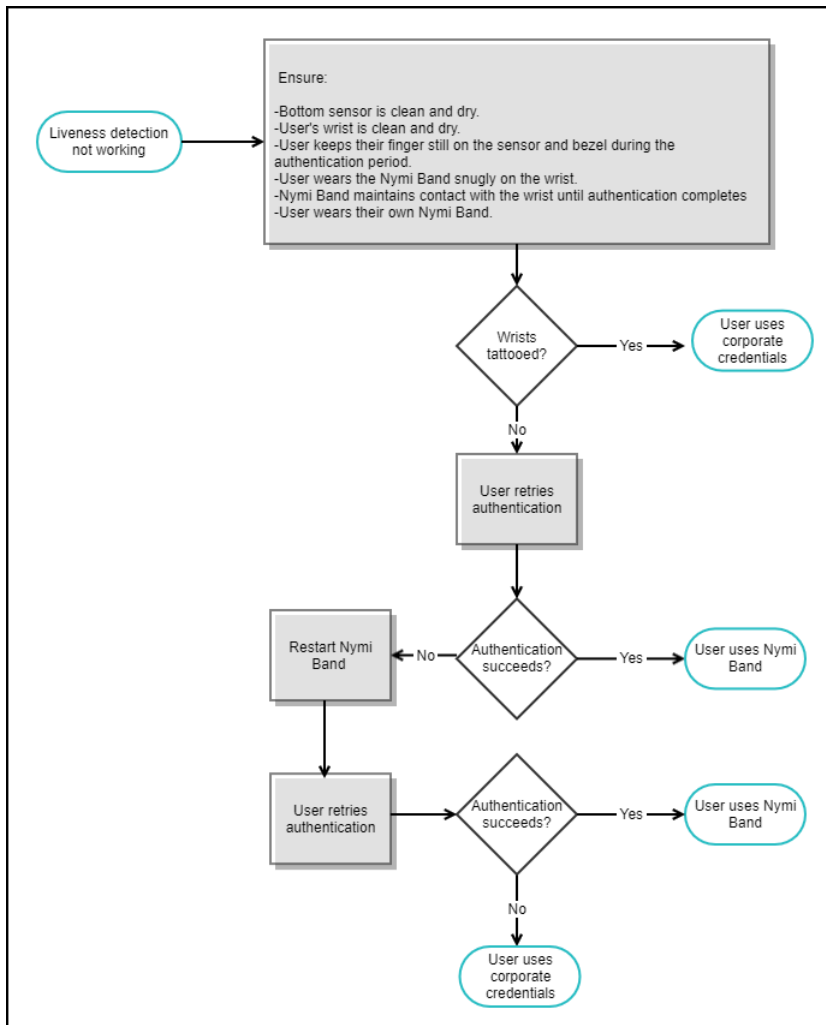 Ensure:
Liveness detection
not working
-Bottom sensor is clean and dry.
-User's wrist is clean and dry.
-User keeps their finger still on the sensor and bezel during the
authentication period.
-User wears the Nymi Band snugly on the wrist.
-Nymi Band maintains contact with the wrist until authentication completes
-User wears their own Nymi Band.
Wrists
tattooed?
Yes
User uses
corporate
credentials
No
User retries
authentication
Authentication
succeeds?
Yes
User uses Nymi
Band
No
Restart Nymi
Band
User retries
authentication
Authentication
succeeds?
Yes
User uses Nymi
Band
No
User uses
corporate
credentials